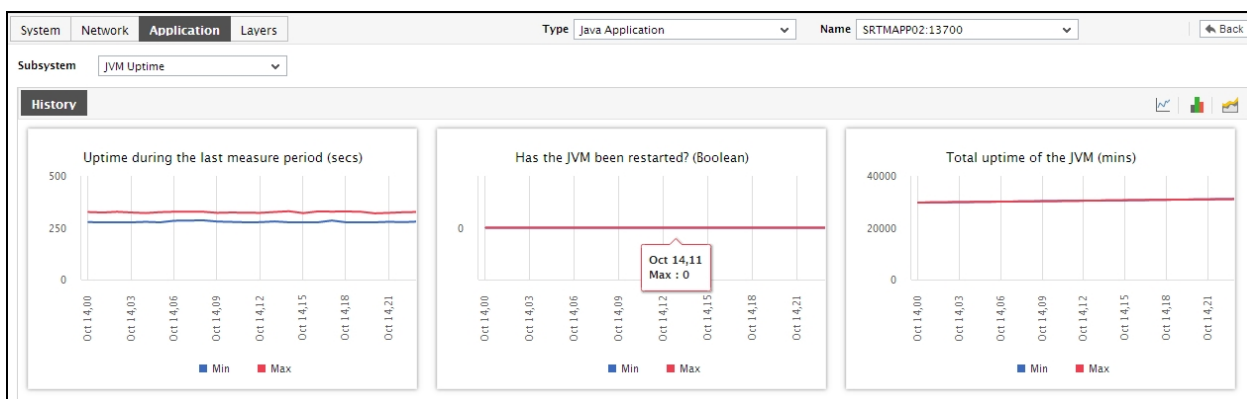 System Network Application Layers Type Java Application Name SRTMAPP02:13700 Back
Subsystem JVM Uptime
History
Uptime during the last measure period (secs)
500
250
0
Oct 14,00
Oct 14,03
Oct 14,06
Oct 14,09
Oct 14,12
Oct 14,15
Oct 14,18
Oct 14,21
Min Max
Has the JVM been restarted? (Boolean)
0
Oct 14,11
Max : 0
Oct 14,00
Oct 14,03
Oct 14,06
Oct 14,09
Oct 14,12
Oct 14,15
Oct 14,18
Oct 14,21
Min Max
Total uptime of the JVM (mins)
40000
20000
0
Oct 14,00
Oct 14,03
Oct 14,06
Oct 14,09
Oct 14,12
Oct 14,15
Oct 14,18
Oct 14,21
Min Max